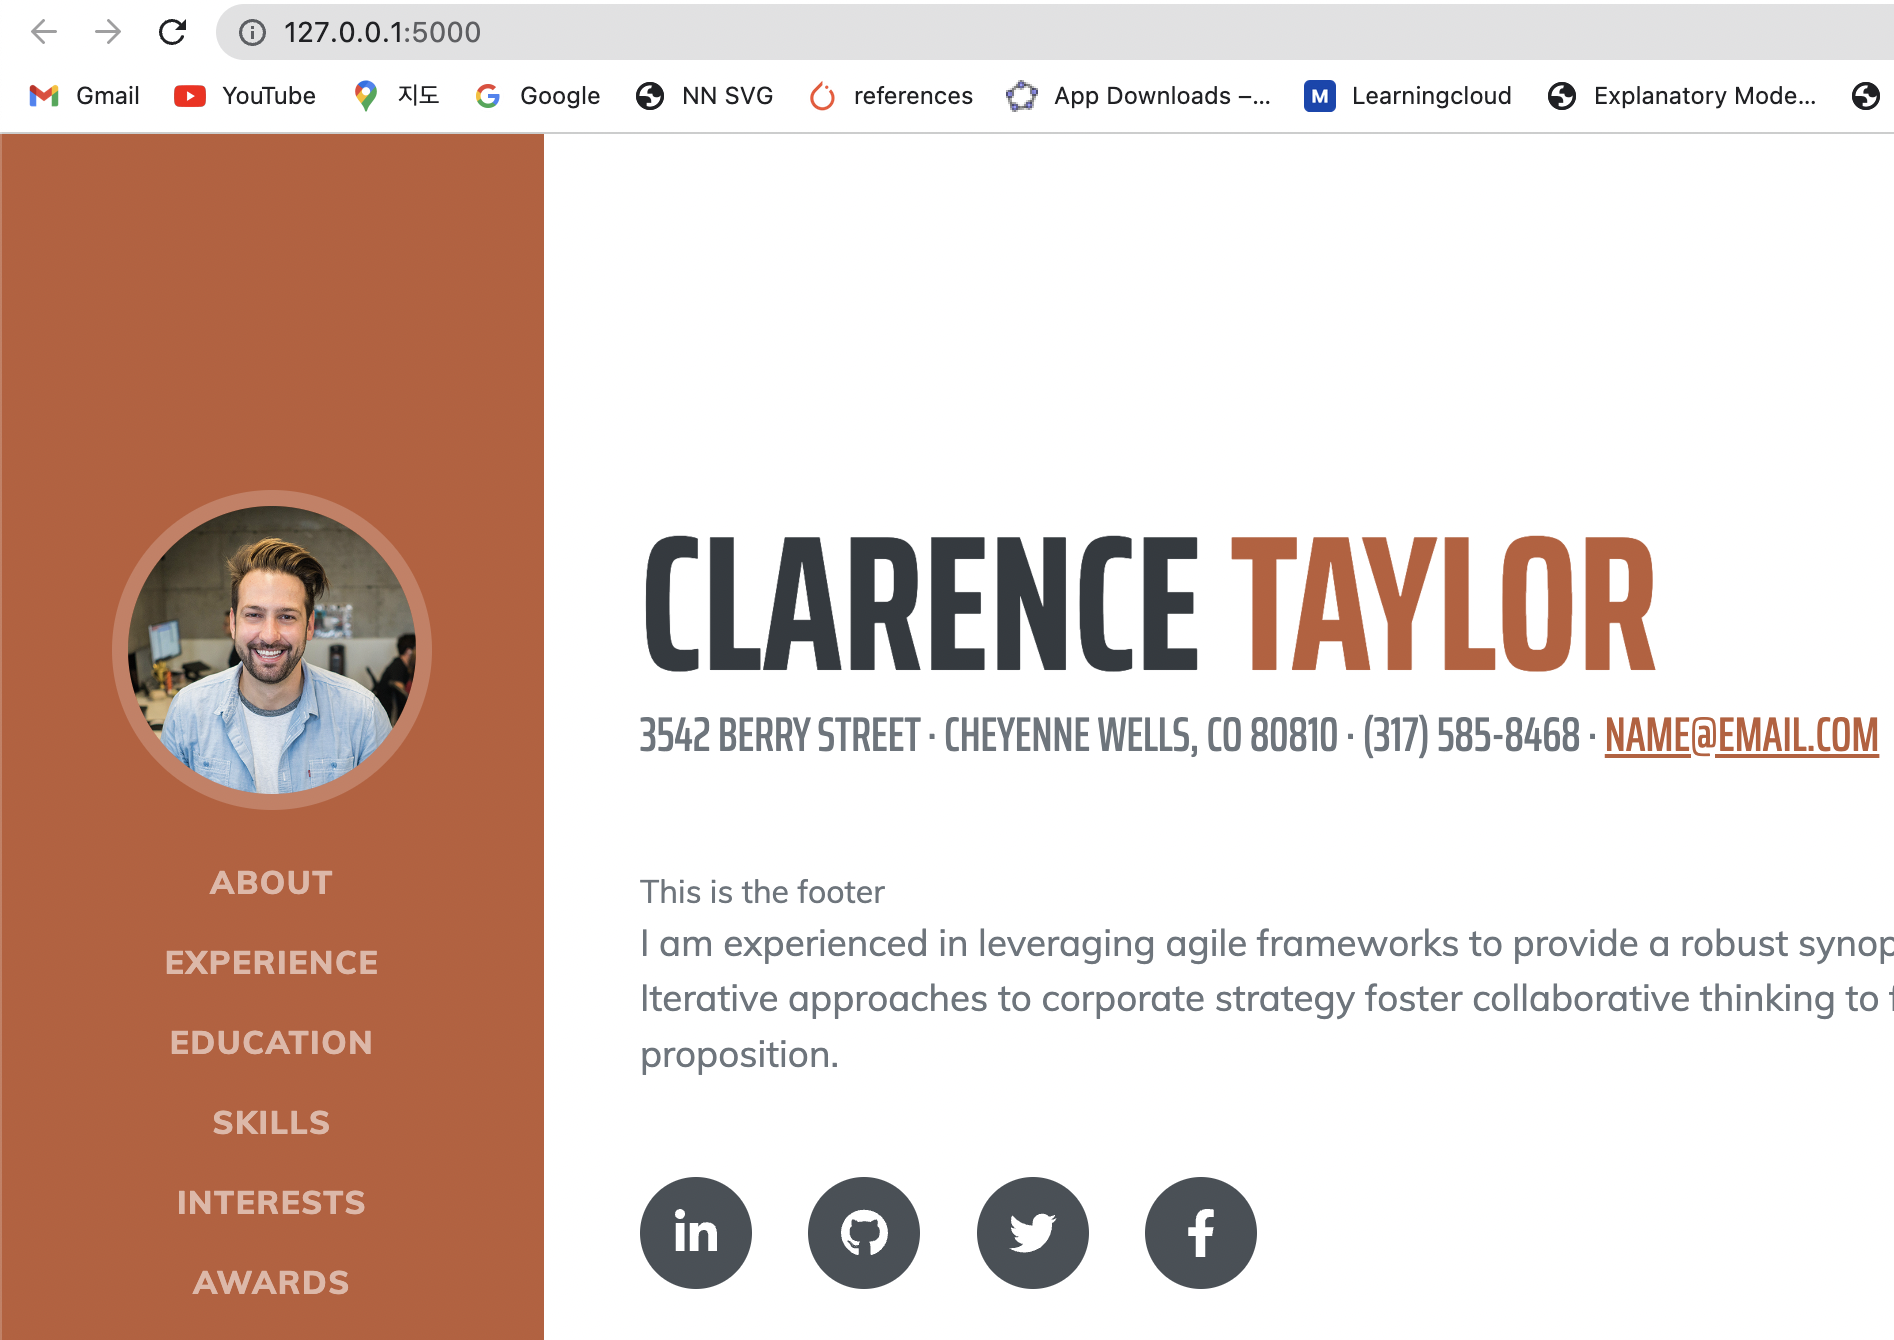 127.0.0.1:5000
Gmail YouTube 지도 Google NN SVG references App Downloads –... Learningcloud Explanatory Mode...
CLARENCE TAYLOR
3542 BERRY STREET · CHEYENNE WELLS, CO 80810 · (317) 585-8468 · NAME@EMAIL.COM
ABOUT
EXPERIENCE
EDUCATION
SKILLS
INTERESTS
AWARDS
This is the footer
I am experienced in leveraging agile frameworks to provide a robust synop
Iterative approaches to corporate strategy foster collaborative thinking to f
proposition.